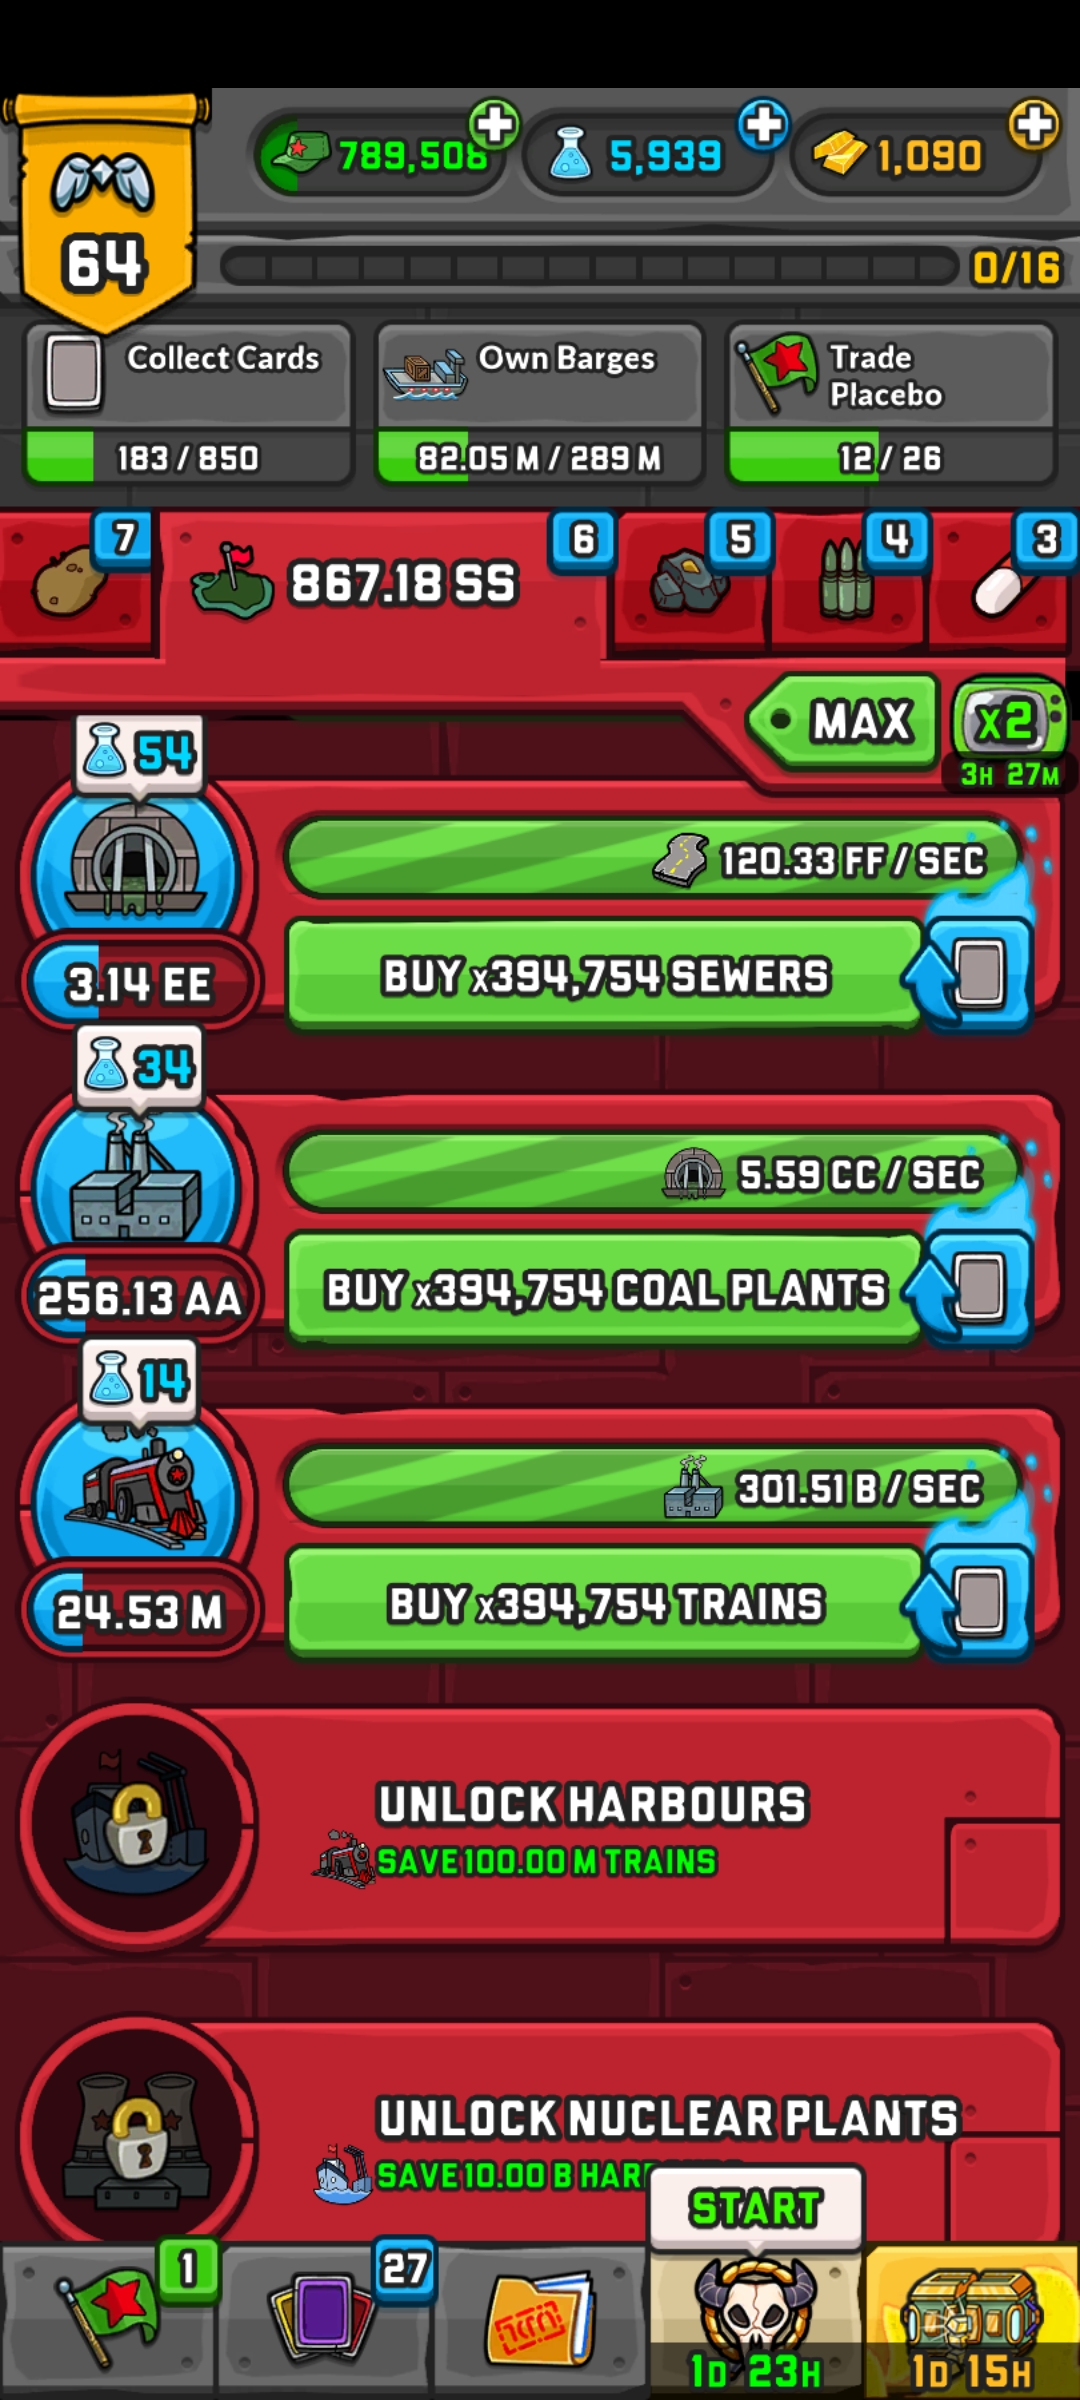 789,508
5,939
1,090
64
0/16
Collect Cards
183 / 850
Own Barges
82.05 M / 289 M
Trade
Placebo
12 / 26
7
867.18 SS
6
5
4
3
MAX
x2
3H 27M
54
120.33 FF / SEC
3.14 EE
BUY x394,754 SEWERS
34
5.59 CC / SEC
256.13 AA
BUY x394,754 COAL PLANTS
14
301.51 B / SEC
24.53 M
BUY x394,754 TRAINS
UNLOCK HARBOURS
SAVE 100.00 M TRAINS
UNLOCK NUCLEAR PLANTS
SAVE 10.00 B
START
1
27
1D 23H
1D 15H